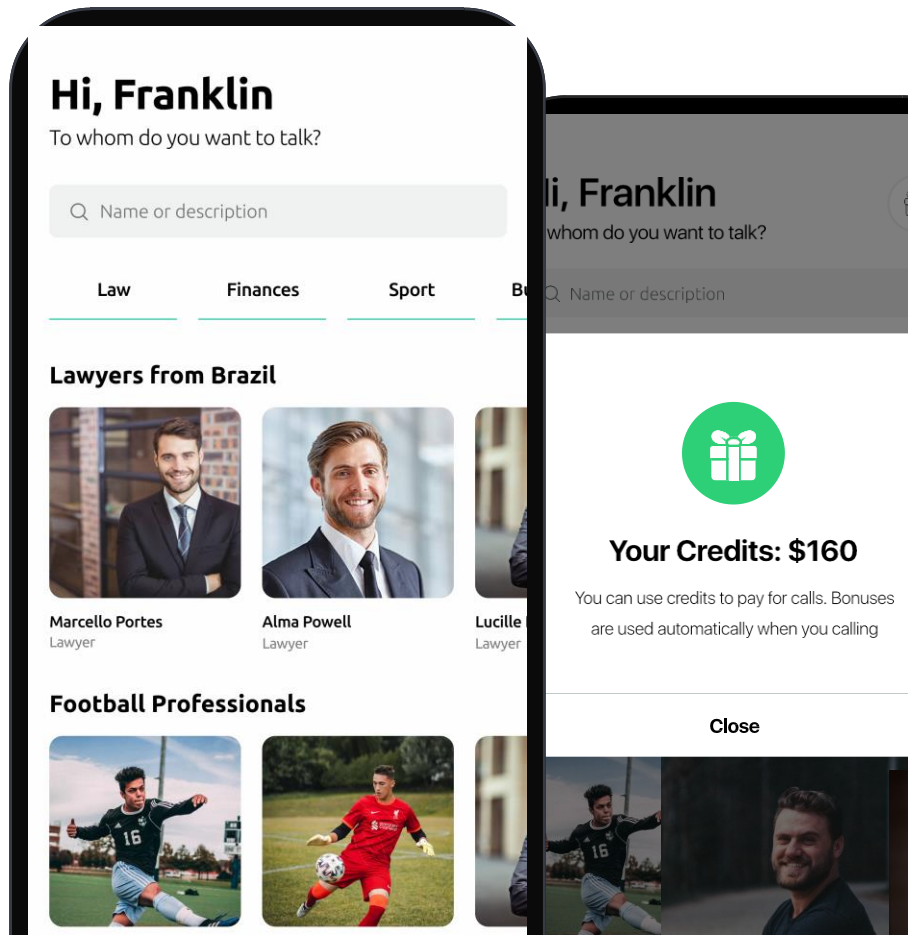 Hi, Franklin
To whom do you want to talk?
Name or description
Law
Finances
Sport
Lawyers from Brazil
Marcello Portes
Lawyer
Alma Powell
Lawyer
Lucille
Lawyer
Football Professionals
16
Franklin
whom do you want to talk?
Name or description
Your Credits: $160
You can use credits to pay for calls. Bonuses
are used automatically when you calling
Close
16